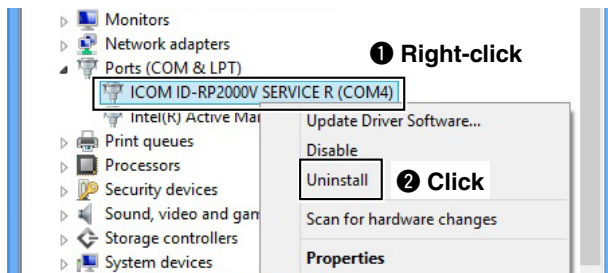 Monitors
Network adapters
❶ Right-click
Ports (COM & LPT)
ICOM ID-RP2000V SERVICE R (COM4)
Intel(R) Active Mar
Update Driver Software...
Print queues
Disable
Processors
Uninstall
❷ Click
Security devices
Sound, video and gam
Scan for hardware changes
Storage controllers
System devices
Properties